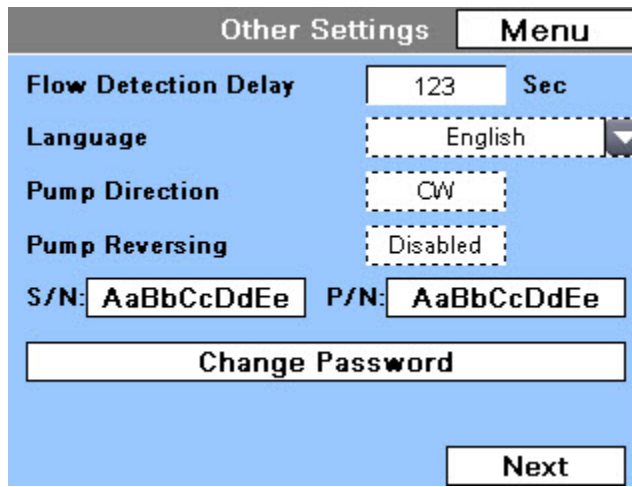 Other Settings Menu
Flow Detection Delay 123 Sec
Language English
Pump Direction CW
Pump Reversing Disabled
S/N: AaBbCcDdEe P/N: AaBbCcDdEe
Change Password
Next